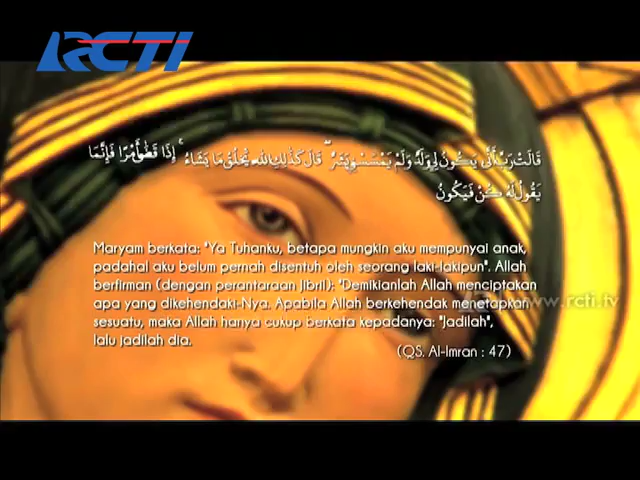 RCTI
قَالَتْ رَبِّ أَنَّىٰ يَكُونُ لِي وَلَدٌ وَلَمْ يَمْسَسْنِي بَشَرٌ ۖ قَالَ كَذَٰلِكِ اللَّهُ يَخْلُقُ مَا يَشَاءُ ۚ إِذَا قَضَىٰ أَمْرًا فَإِنَّمَا
يَقُولُ لَهُ كُنْ فَيَكُونُ
Maryam berkata: "Ya Tuhanku, betapa mungkin aku mempunyai anak,
padahal aku belum pernah disentuh oleh seorang laki-lakipun". Allah
berfirman (dengan perantaraan Jibril): "Demikianlah Allah menciptakan
apa yang dikehendaki-Nya. Apabila Allah berkehendak menetapkan
sesuatu, maka Allah hanya cukup berkata kepadanya: "Jadilah",
lalu jadilah dia.
(QS. Al-Imran : 47)
www.rcti.tv